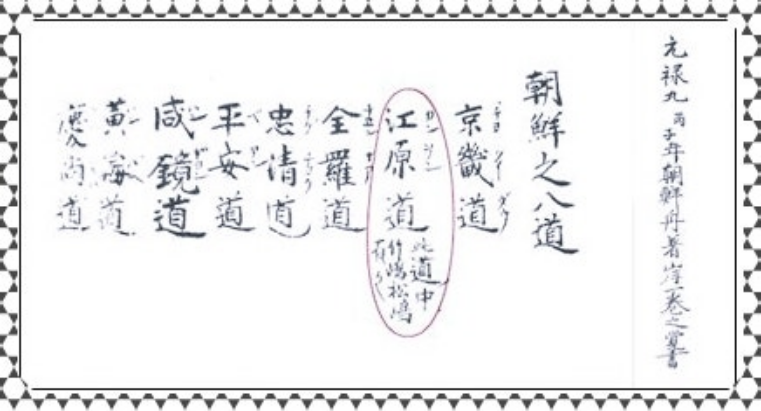 元禄九丙子年朝鮮舟着岸一巻之覚書
朝鮮之八道
京畿道
江原道
此道中
竹嶋松嶋
有之
全羅道
忠清道
平安道
咸鏡道
黄海道
慶尚道